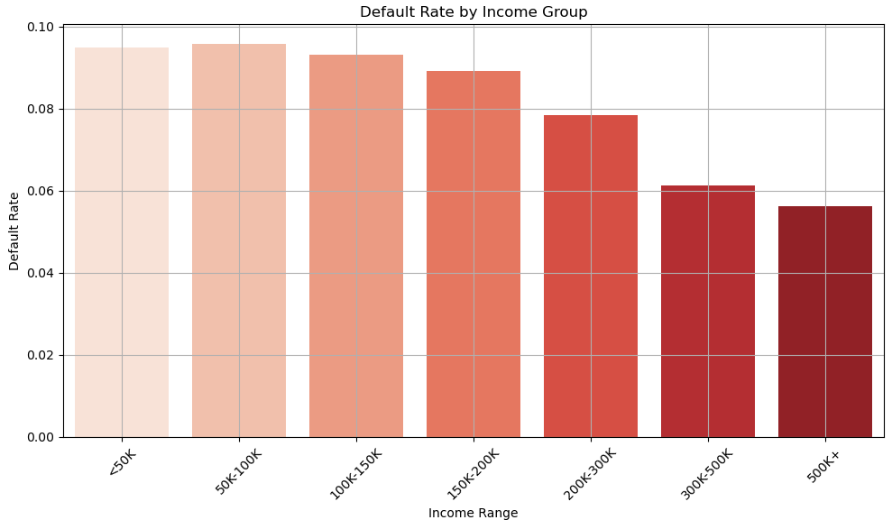 Default Rate by Income Group
0.10
0.08
0.06
0.04
0.02
0.00
Default Rate
<50K
50K-100K
100K-150K
150K-200K
200K-300K
300K-500K
500K+
Income Range